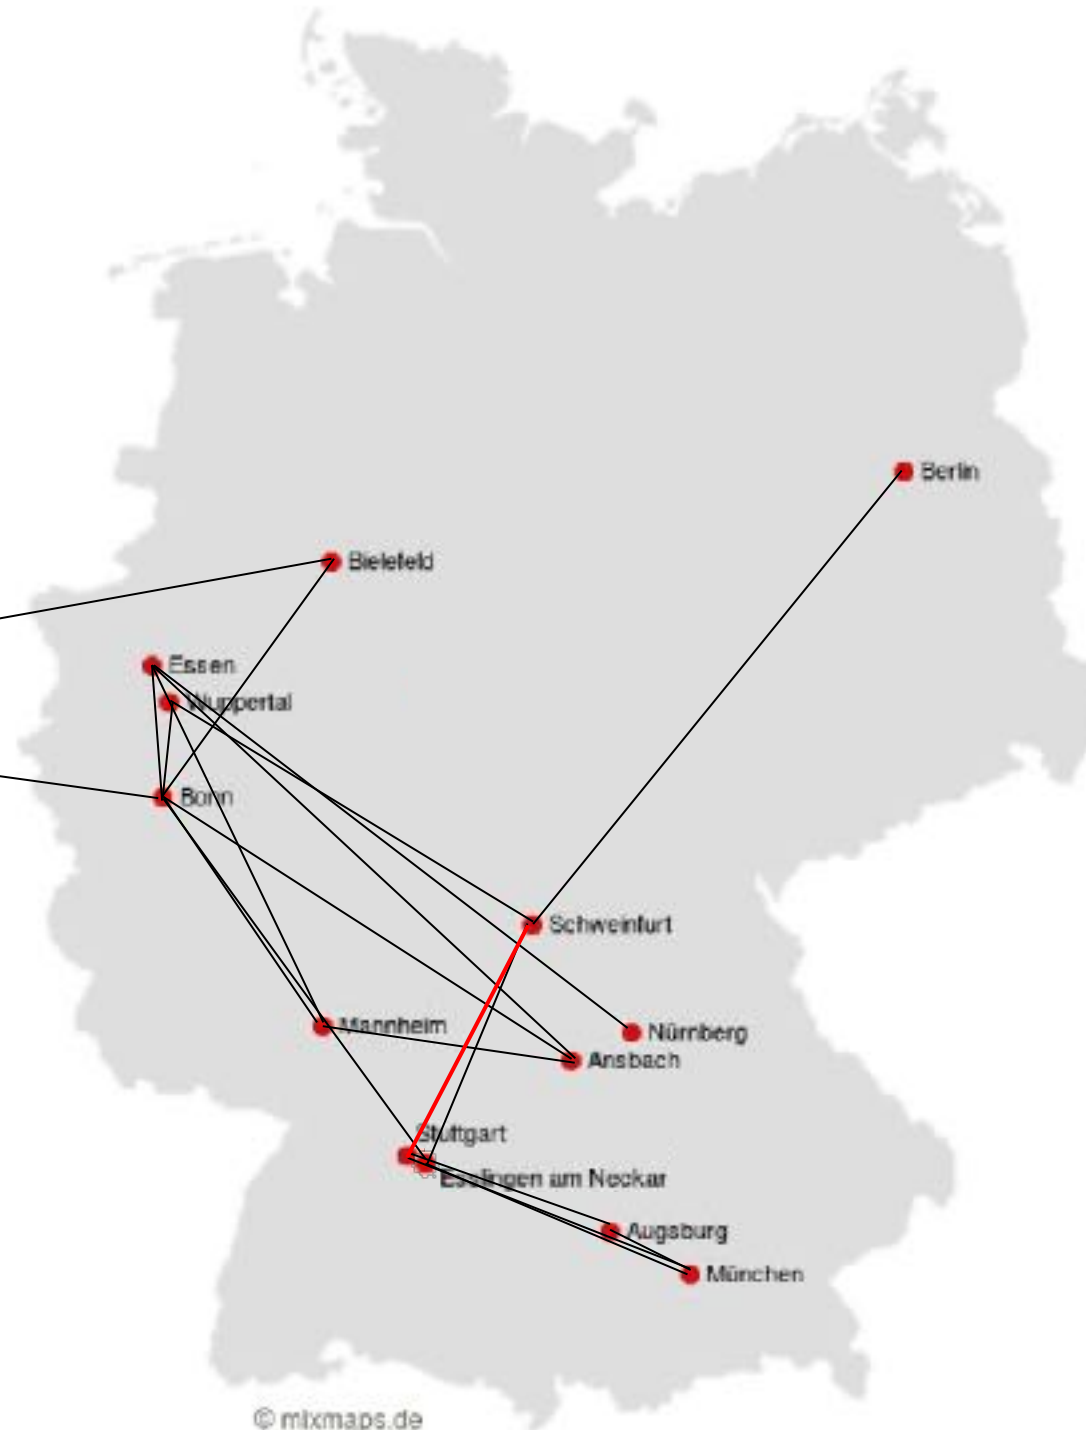 Berlin
Bielefeld
Essen
Wuppertal
Bonn
Schweinfurt
Mannheim
Nürnberg
Ansbach
Stuttgart
Esslingen am Neckar
Augsburg
München
© mixmaps.de